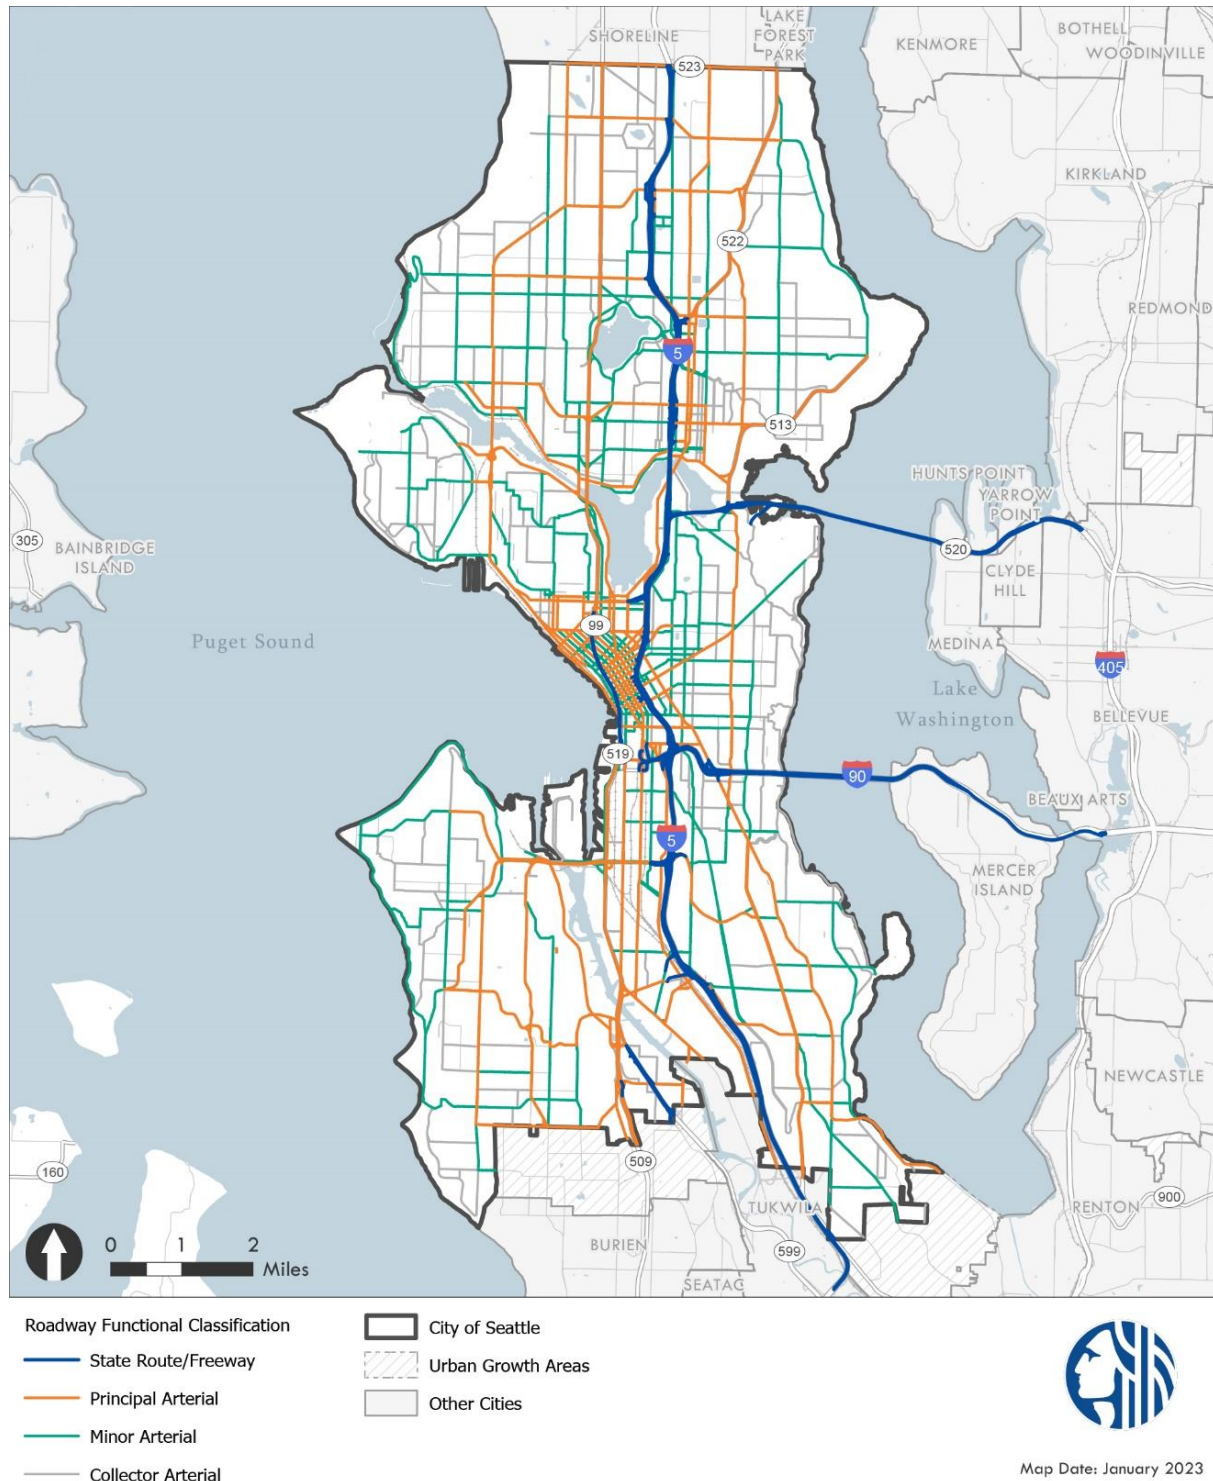 SHORELINE
LAKE
FOREST
PARK
KENMORE
BOTHELL
WOODINVILLE
523
KIRKLAND
522
REDMOND
5
513
HUNTS POINT
YARROW
POINT
305
BAINBRIDGE
ISLAND
520
CLYDE
HILL
99
Puget Sound
MEDINA
405
Lake
Washington
BELLEVUE
519
90
BEAUX ARTS
5
MERCER
ISLAND
NEWCASTLE
160
509
900
TUKWILA
RENTON
BURIEN
599
SEATAC
0 1 2
Miles
Roadway Functional Classification
State Route/Freeway
Principal Arterial
Minor Arterial
Collector Arterial
City of Seattle
Urban Growth Areas
Other Cities
Map Date: January 2023